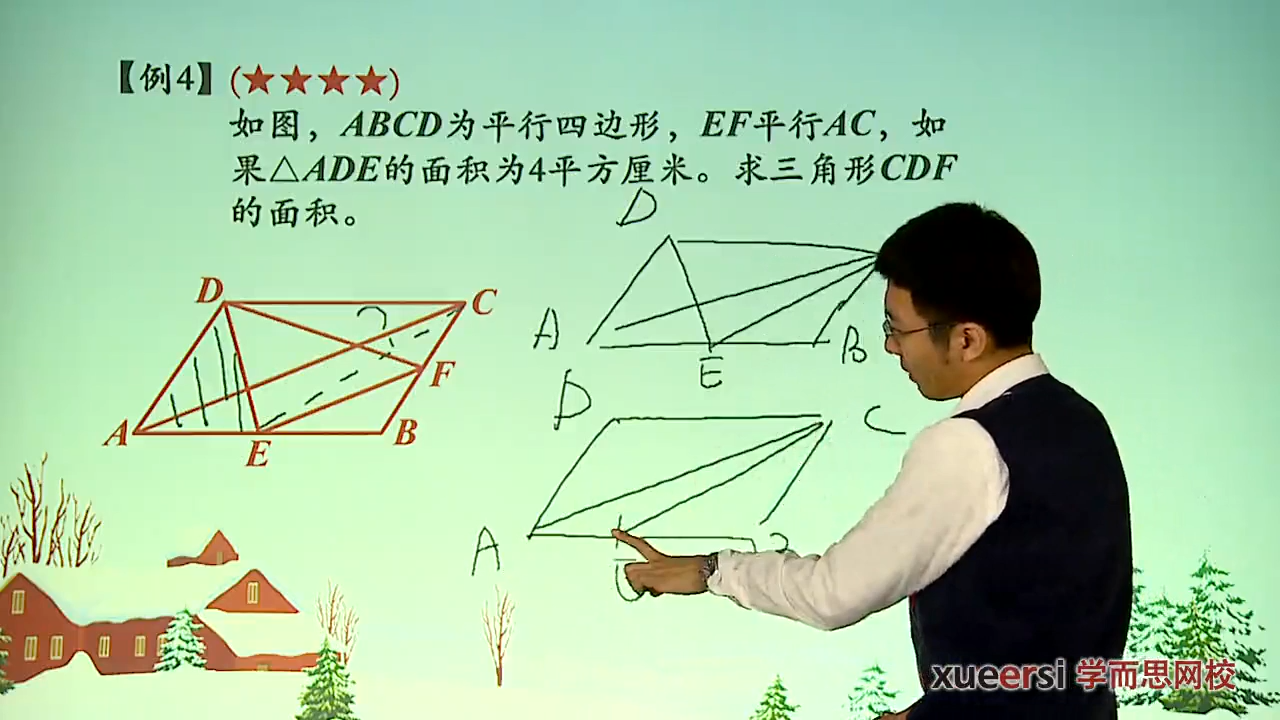 【例4】(★★★★)
如图，ABCD为平行四边形，EF平行AC，如
果△ADE的面积为4平方厘米。求三角形CDF
的面积。
D
D
C
?
A
B
F
A
E
B
E
D
C
A
xueersi 学而思网校